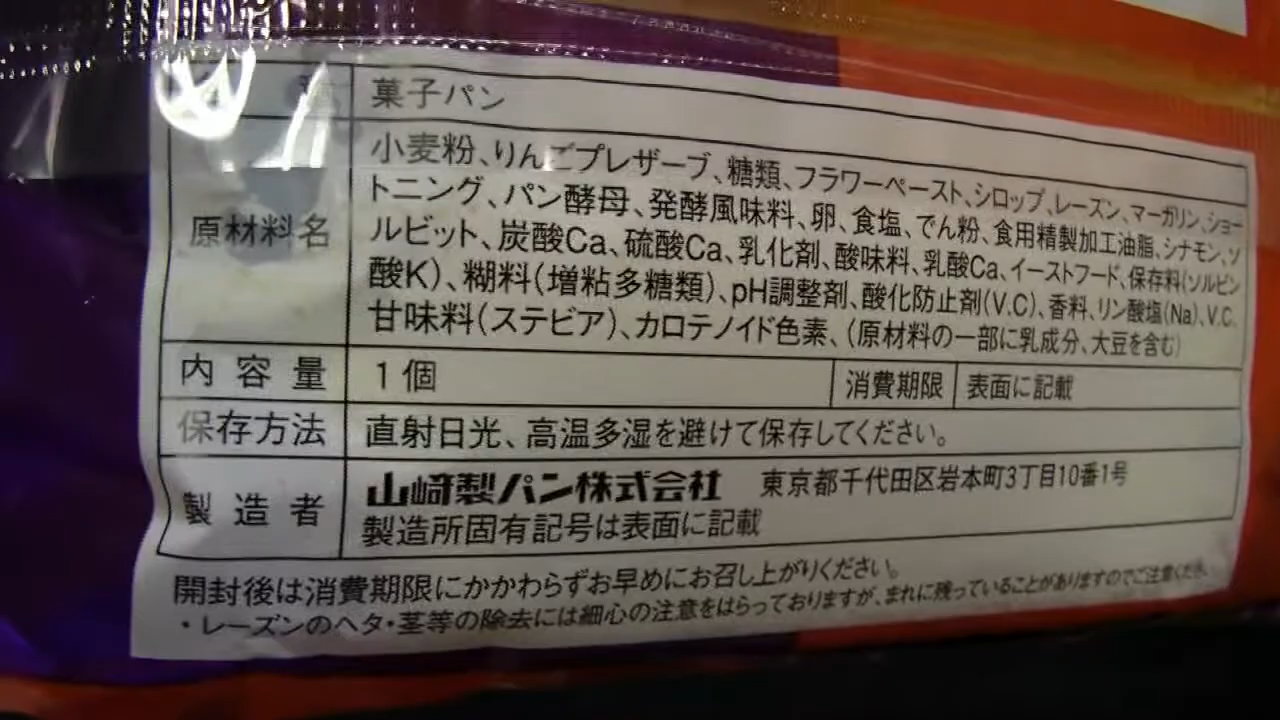 菓子パン
原材料名
小麦粉、りんごプレザーブ、糖類、フラワーペースト、シロップ、レーズン、マーガリン、ショー
トニング、パン酵母、発酵風味料、卵、食塩、でん粉、食用精製加工油脂、シナモン、ソ
ルビット、炭酸Ca、硫酸Ca、乳化剤、酸味料、乳酸Ca、イーストフード、保存料(ソルビン
酸K)、糊料(増粘多糖類)、pH調整剤、酸化防止剤(V.C)、香料、リン酸塩(Na)、V.C、
甘味料(ステビア)、カロテノイド色素、(原材料の一部に乳成分、大豆を含む)
内容量 1個 消費期限 表面に記載
保存方法 直射日光、高温多湿を避けて保存してください。
製造者 山崎製パン株式会社 東京都千代田区岩本町3丁目10番1号
製造所固有記号は表面に記載
開封後は消費期限にかかわらずお早めにお召し上がりください。
・レーズンのヘタ・茎等の除去には細心の注意をはらっておりますが、まれに残っていることがありますのでご注意ください。